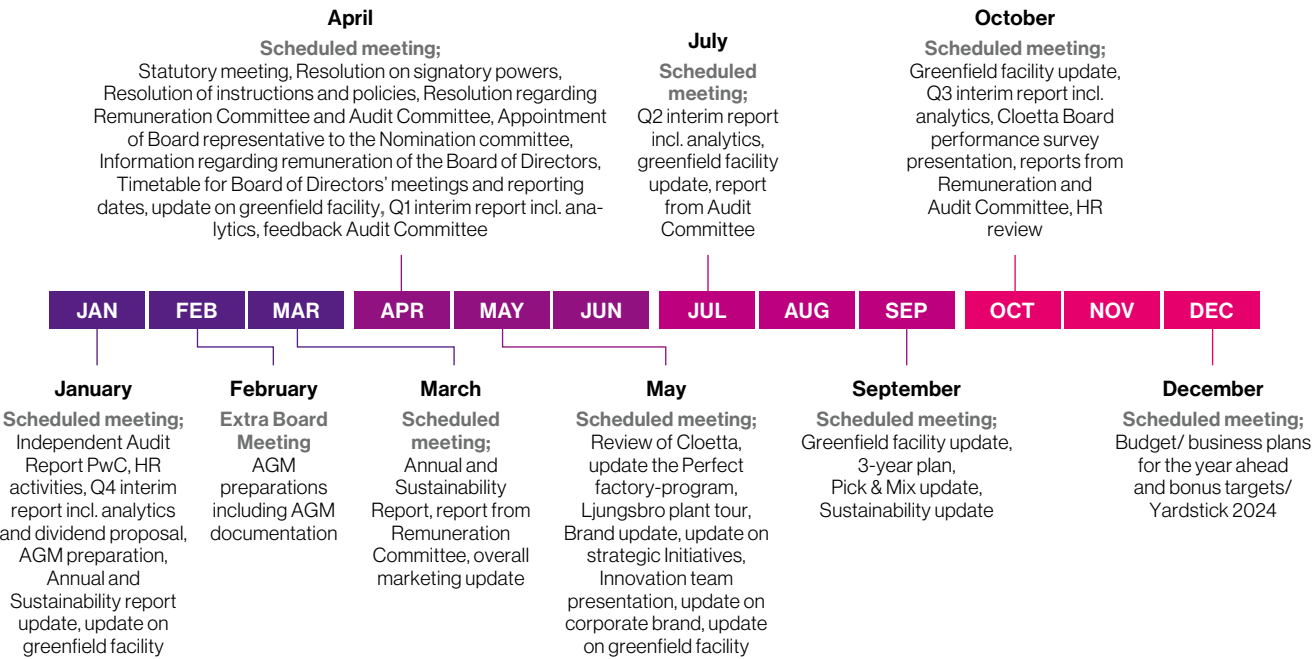 April
Scheduled meeting;
Statutory meeting, Resolution on signatory powers,
Resolution of instructions and policies, Resolution regarding
Remuneration Committee and Audit Committee, Appointment
of Board representative to the Nomination committee,
Information regarding remuneration of the Board of Directors,
Timetable for Board of Directors’ meetings and reporting
dates, update on greenfield facility, Q1 interim report incl. ana-
lytics, feedback Audit Committee
July
Scheduled
meeting;
Q2 interim report
incl. analytics,
greenfield facility
update, report
from Audit
Committee
October
Scheduled meeting;
Greenfield facility update,
Q3 interim report incl.
analytics, Cloetta Board
performance survey
presentation, reports from
Remuneration and
Audit Committee, HR
review
JAN
FEB
MAR
APR
MAY
JUN
JUL
AUG
SEP
OCT
NOV
DEC
January
Scheduled meeting;
Independent Audit
Report PwC, HR
activities, Q4 interim
report incl. analytics
and dividend proposal,
AGM preparation,
Annual and
Sustainability report
update, update on
greenfield facility
February
Extra Board
Meeting
AGM
preparations
including AGM
documentation
March
Scheduled
meeting;
Annual and
Sustainability
Report, report from
Remuneration
Committee, overall
marketing update
May
Scheduled meeting;
Review of Cloetta,
update the Perfect
factory-program,
Ljungsbro plant tour,
Brand update, update on
strategic Initiatives,
Innovation team
presentation, update on
corporate brand, update
on greenfield facility
September
Scheduled meeting;
Greenfield facility update,
3-year plan,
Pick & Mix update,
Sustainability update
December
Scheduled meeting;
Budget/ business plans
for the year ahead
and bonus targets/
Yardstick 2024